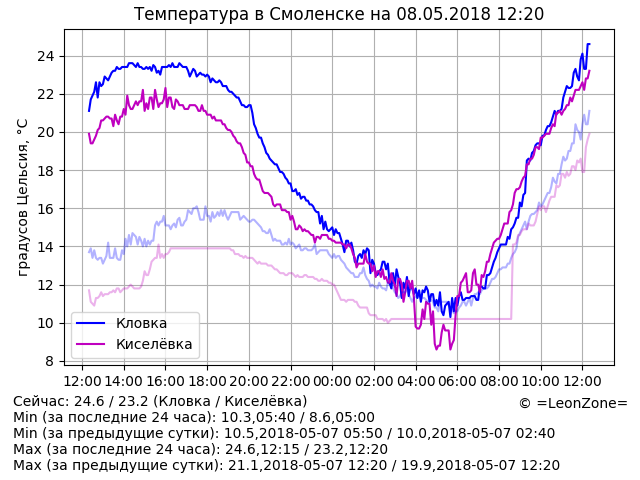 Температура в Смоленске на 08.05.2018 12:20
градусов Цельсия, °C
24
22
20
18
16
14
12
10
8
Кловка
Киселёвка
12:00 14:00 16:00 18:00 20:00 22:00 00:00 02:00 04:00 06:00 08:00 10:00 12:00
Сейчас: 24.6 / 23.2 (Кловка / Киселёвка)
© =LeonZone=
Min (за последние 24 часа): 10.3,05:40 / 8.6,05:00
Min (за предыдущие сутки): 10.5,2018-05-07 05:50 / 10.0,2018-05-07 02:40
Max (за последние 24 часа): 24.6,12:15 / 23.2,12:20
Max (за предыдущие сутки): 21.1,2018-05-07 12:20 / 19.9,2018-05-07 12:20